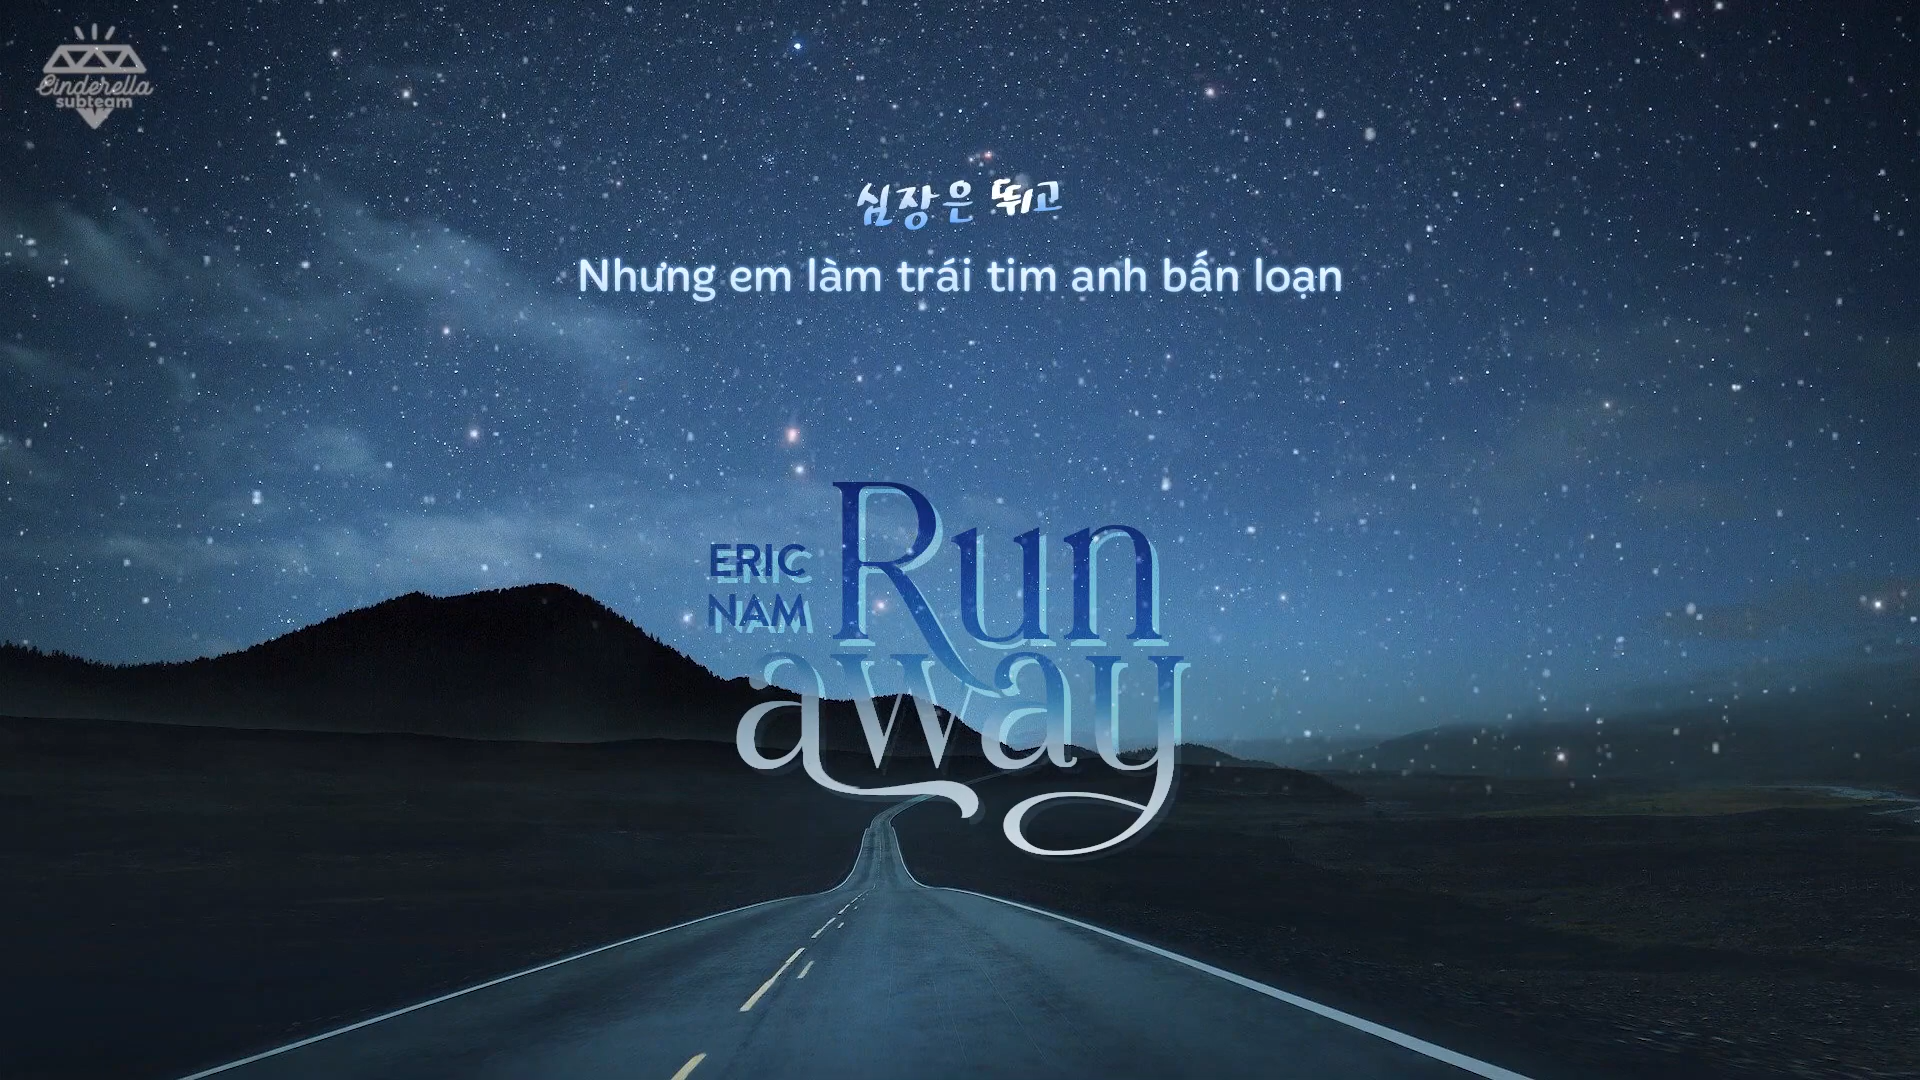 Cinderella
subteam
심장은 뛰고
Nhưng em làm trái tim anh bấn loạn
ERIC
NAM
Run
away